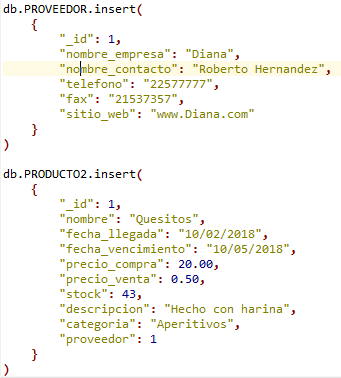 db.PROVEEDOR.insert(
    {
        "_id": 1,
        "nombre_empresa": "Diana",
        "nombre_contacto": "Roberto Hernandez",
        "telefono": "22577777",
        "fax": "21537357",
        "sitio_web": "www.Diana.com"
    }
)

db.PRODUCTO2.insert(
    {
        "_id": 1,
        "nombre": "Quesitos",
        "fecha_llegada": "10/02/2018",
        "fecha_vencimiento": "10/05/2018",
        "precio_compra": 20.00,
        "precio_venta": 0.50,
        "stock": 43,
        "descripcion": "Hecho con harina",
        "categoria": "Aperitivos",
        "proveedor": 1
    }
)